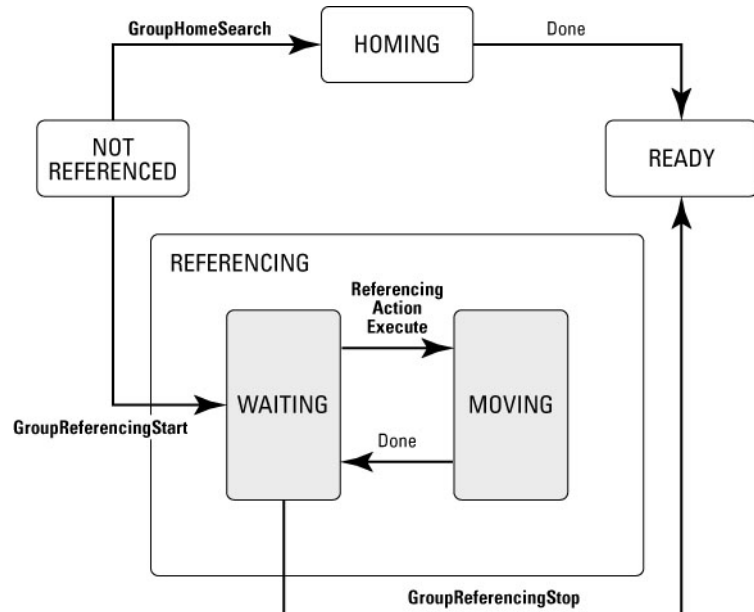 GroupHomeSearch
HOMING
Done
NOT
REFERENCED
READY
REFERENCING
Referencing
Action
Execute
WAITING
MOVING
GroupReferencingStart
Done
GroupReferencingStop